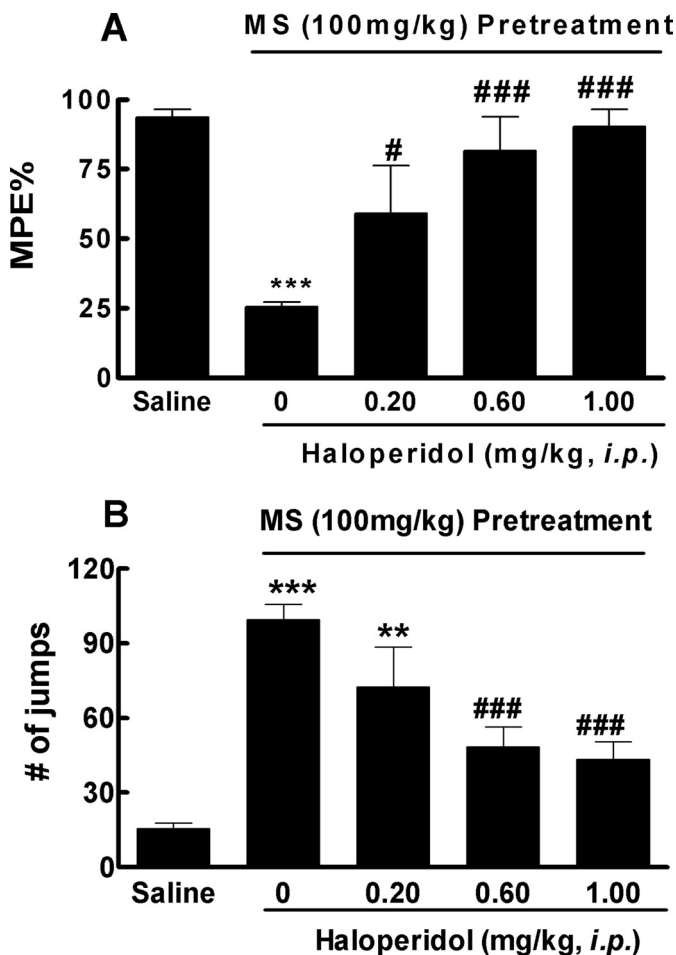 A
MS (100mg/kg) Pretreatment
MPE%
100
75
50
25
0
***
#
###
###
Saline 0 0.20 0.60 1.00
Haloperidol (mg/kg, i.p.)
B
MS (100mg/kg) Pretreatment
# of jumps
120
90
60
30
0
***
**
###
###
Saline 0 0.20 0.60 1.00
Haloperidol (mg/kg, i.p.)